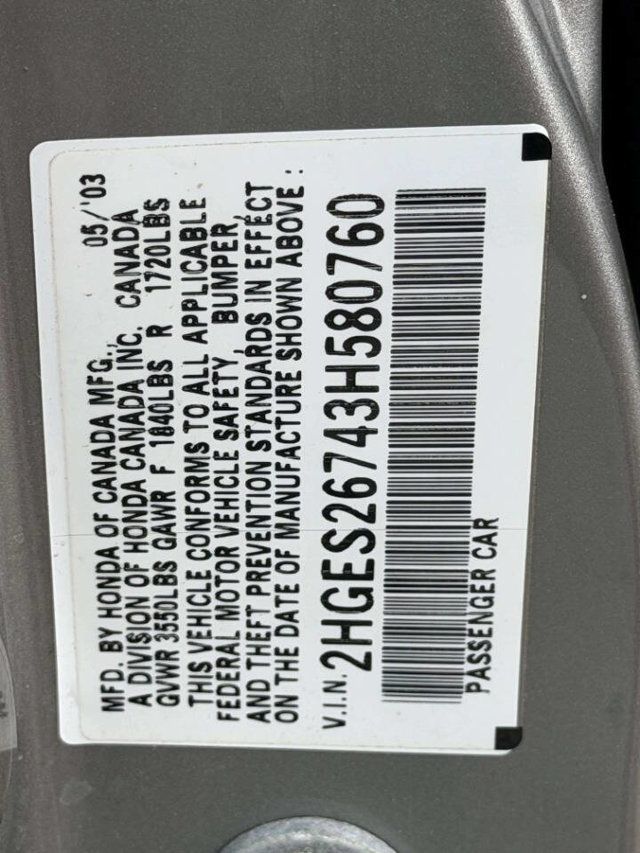 MFD. BY HONDA OF CANADA MFG., 05/'03
A DIVISION OF HONDA CANADA INC. CANADA
GVWR 3550LBS GAWR F 1840LBS R 1720LBS
THIS VEHICLE CONFORMS TO ALL APPLICABLE
FEDERAL MOTOR VEHICLE SAFETY, BUMPER,
AND THEFT PREVENTION STANDARDS IN EFFECT
ON THE DATE OF MANUFACTURE SHOWN ABOVE :
V.I.N. 2HGES26743H580760
PASSENGER CAR